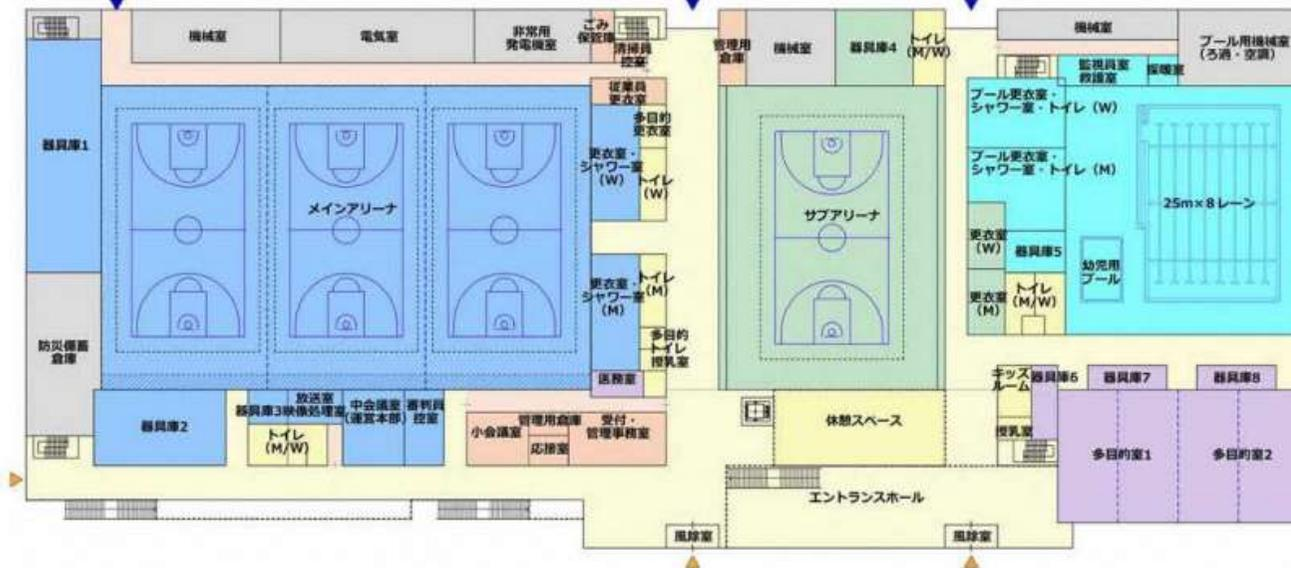 機械室
電気室
非常用
発電機室
ごみ
保管庫
清掃員
控室
管理用
倉庫
機械室
器具庫4
トイレ
(M/W)
機械室
プール用機械室
(ろ過・空調)
監視員室
救護室
採暖室
従業員
更衣室
多目的
更衣室
更衣室・
シャワー室
(W)
トイレ
(W)
プール更衣室・
シャワー室・トイレ (W)
プール更衣室・
シャワー室・トイレ (M)
器具庫1
メインアリーナ
サブアリーナ
25m×8レーン
更衣室
(W)
器具庫5
幼児用
プール
更衣室・
シャワー室
(M)
トイレ
(M)
更衣室
(M)
トイレ
(M/W)
防災備蓄
倉庫
多目的
トイレ
授乳室
医務室
キッズ
ルーム
器具庫6
器具庫7
器具庫8
器具庫2
器具庫3
放送室
映像処理室
トイレ
(M/W)
中会議室
(運営本部)
審判員
控室
小会議室
管理用倉庫
応接室
受付・
管理事務室
休憩スペース
授乳室
多目的室1
多目的室2
エントランスホール
風除室
風除室